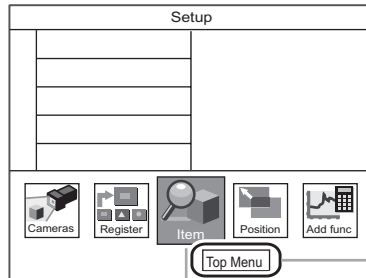 Setup
Cameras
Register
Item
Position
Add func
Top Menu